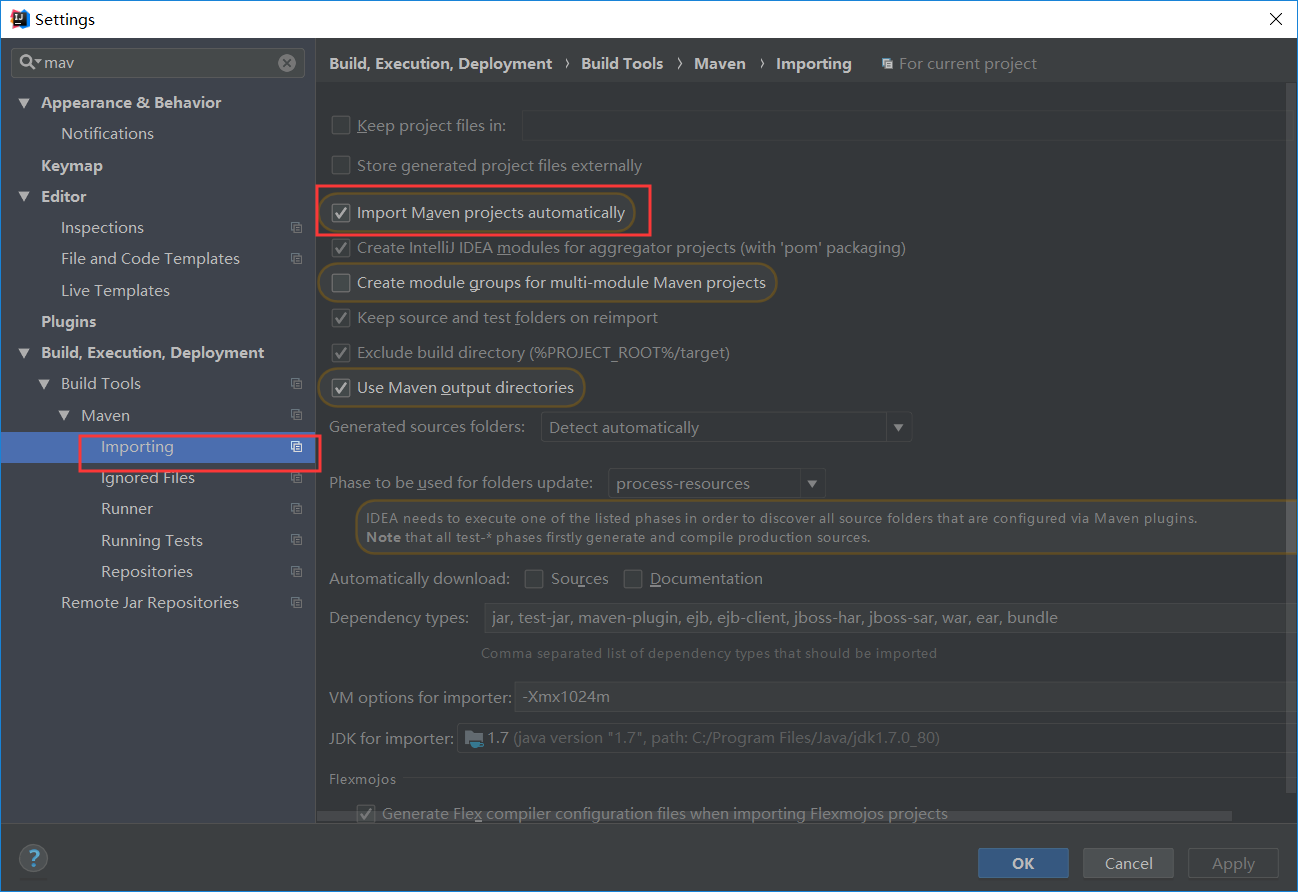 Settings
mav
Build, Execution, Deployment › Build Tools › Maven › Importing For current project
Appearance & Behavior
Notifications
Keymap
Editor
Inspections
File and Code Templates
Live Templates
Plugins
Build, Execution, Deployment
Build Tools
Maven
Importing
Ignored Files
Runner
Running Tests
Repositories
Remote Jar Repositories
Keep project files in:
Store generated project files externally
Import Maven projects automatically
Create IntelliJ IDEA modules for aggregator projects (with 'pom' packaging)
Create module groups for multi-module Maven projects
Keep source and test folders on reimport
Exclude build directory (%PROJECT_ROOT%/target)
Use Maven output directories
Generated sources folders: Detect automatically
Phase to be used for folders update: process-resources
IDEA needs to execute one of the listed phases in order to discover all source folders that are configured via Maven plugins.
Note that all test-* phases firstly generate and compile production sources.
Automatically download: Sources Documentation
Dependency types: jar, test-jar, maven-plugin, ejb, ejb-client, jboss-har, jboss-sar, war, ear, bundle
Comma separated list of dependency types that should be imported
VM options for importer: -Xmx1024m
JDK for importer: 1.7 (java version "1.7", path: C:/Program Files/Java/jdk1.7.0_80)
Flexmojos
Generate Flex compiler configuration files when importing Flexmojos projects
?
OK Cancel Apply